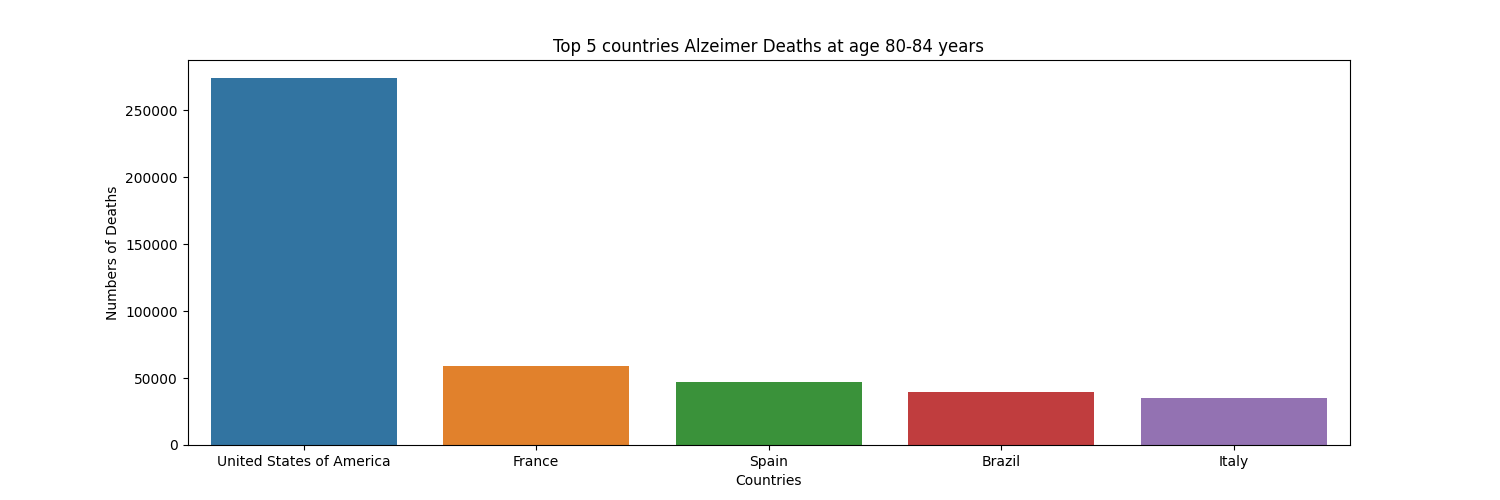 Top 5 countries Alzeimer Deaths at age 80-84 years
Numbers of Deaths
250000
200000
150000
100000
50000
0
United States of America
France
Spain
Brazil
Italy
Countries